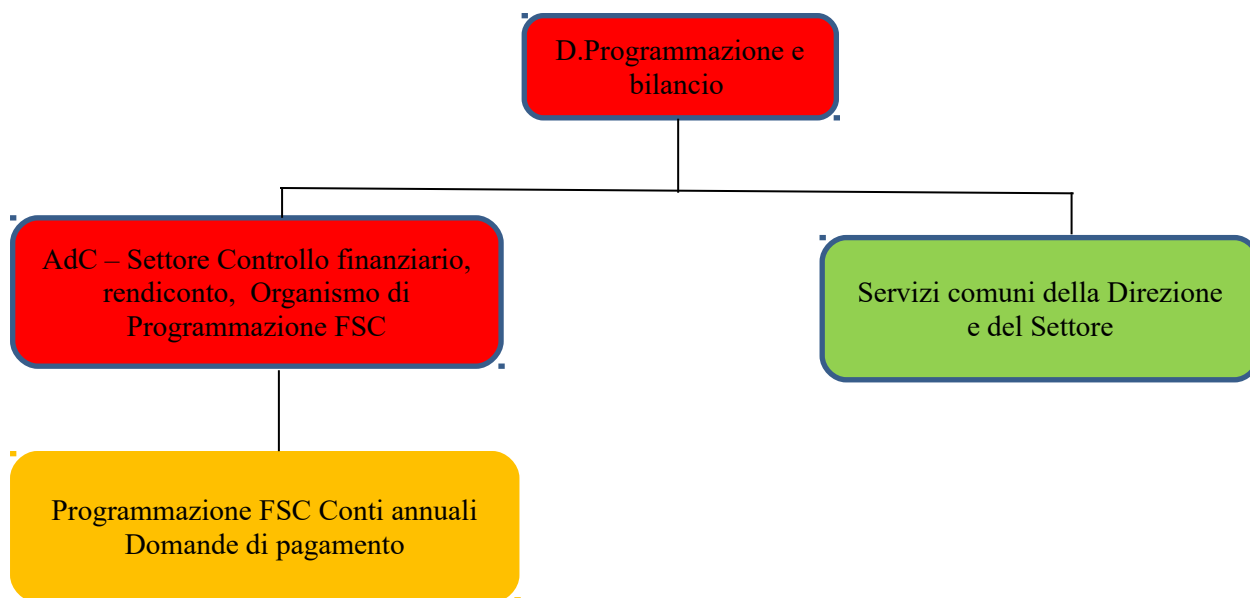 D.Programmazione e
bilancio
AdC – Settore Controllo finanziario,
rendiconto,  Organismo di
Programmazione FSC
Servizi comuni della Direzione
e del Settore
Programmazione FSC Conti annuali
Domande di pagamento